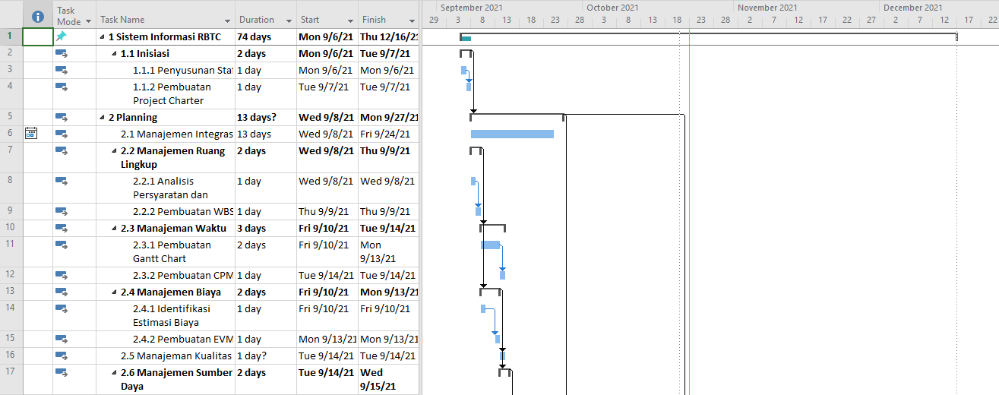 Task Mode Task Name Duration Start Finish
September 2021 October 2021 November 2021 December 2021
29 3 8 13 18 23 28 3 8 13 18 23 28 2 7 12 17 22 27 2 7 12 17 22
1 1 Sistem Informasi RBTC 74 days Mon 9/6/21 Thu 12/16/21
2 1.1 Inisiasi 2 days Mon 9/6/21 Tue 9/7/21
3 1.1.1 Penyusunan Sta 1 day Mon 9/6/21 Mon 9/6/21
4 1.1.2 Pembuatan 1 day Tue 9/7/21 Tue 9/7/21
Project Charter
5 2 Planning 13 days? Wed 9/8/21 Mon 9/27/21
6 2.1 Manajemen Integras 13 days Wed 9/8/21 Fri 9/24/21
7 2.2 Manajemen Ruang 2 days Wed 9/8/21 Thu 9/9/21
Lingkup
8 2.2.1 Analisis 1 day Wed 9/8/21 Wed 9/8/21
Persyaratan dan
9 2.2.2 Pembuatan WBS 1 day Thu 9/9/21 Thu 9/9/21
10 2.3 Manajeman Waktu 3 days Fri 9/10/21 Tue 9/14/21
11 2.3.1 Pembuatan 2 days Fri 9/10/21 Mon
Gantt Chart 9/13/21
12 2.3.2 Pembuatan CPM 1 day Tue 9/14/21 Tue 9/14/21
13 2.4 Manajemen Biaya 2 days Fri 9/10/21 Mon 9/13/21
14 2.4.1 Identifikasi 1 day Fri 9/10/21 Fri 9/10/21
Estimasi Biaya
15 2.4.2 Pembuatan EVM 1 day Mon 9/13/21 Mon 9/13/21
16 2.5 Manajeman Kualitas 1 day? Tue 9/14/21 Tue 9/14/21
17 2.6 Manajemen Sumber 2 days Tue 9/14/21 Wed
Daya 9/15/21